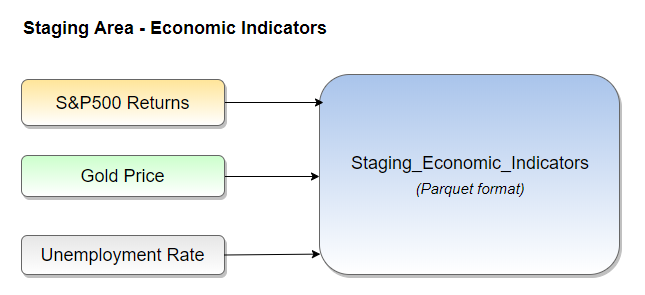 Staging Area - Economic Indicators
S&P500 Returns
Gold Price
Unemployment Rate
Staging_Economic_Indicators
(Parquet format)